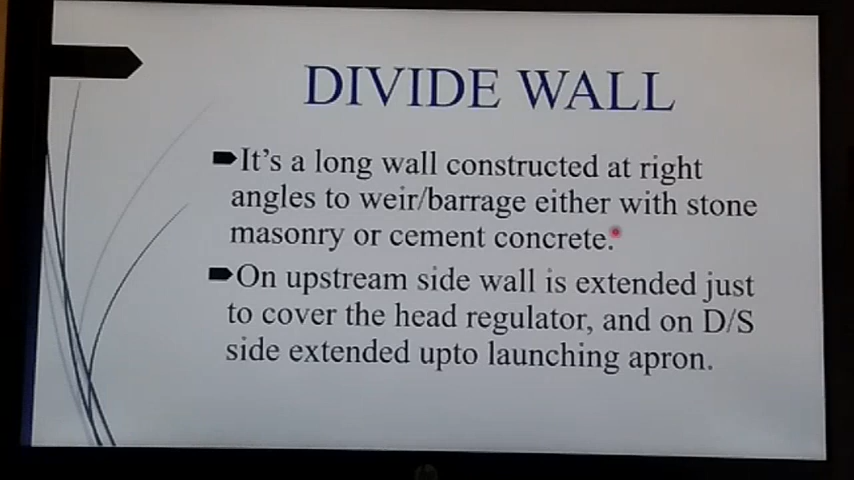 DIVIDE WALL
It's a long wall constructed at right
angles to weir/barrage either with stone
masonry or cement concrete.
On upstream side wall is extended just
to cover the head regulator, and on D/S
side extended upto launching apron.
hp